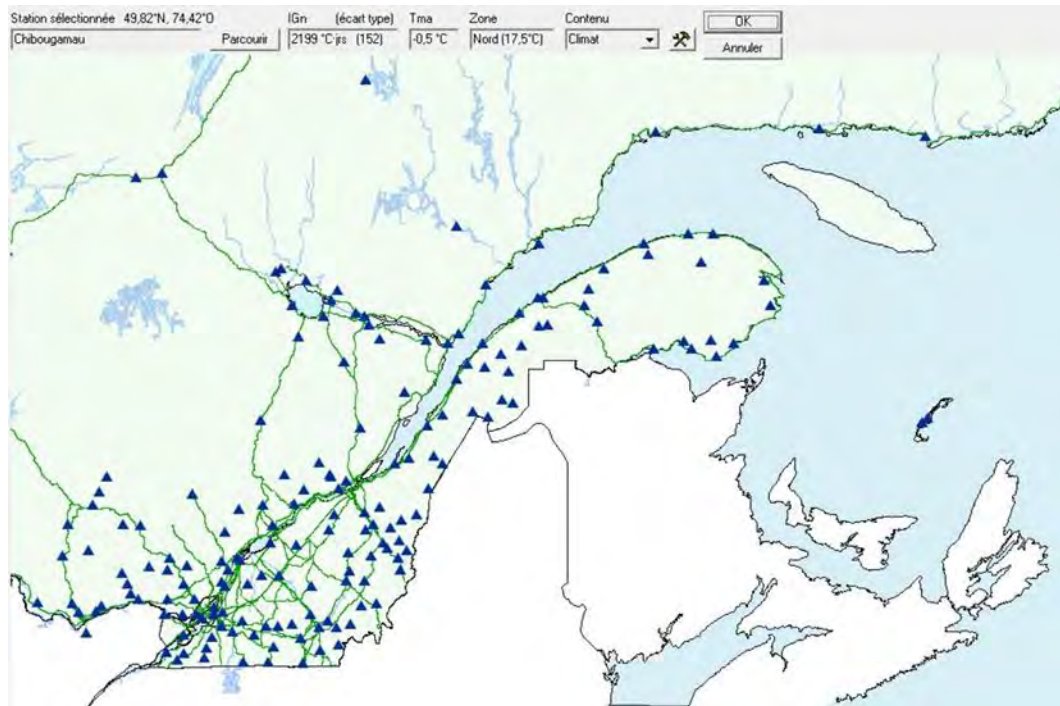 Station sélectionnée 49,82°N, 74,42°O IGn (écart type) Tma Zone Contenu OK
Chibougamau Parcourir 2199 °C·jrs (152) -0,5 °C Nord (17,5°C) Climat Annuler